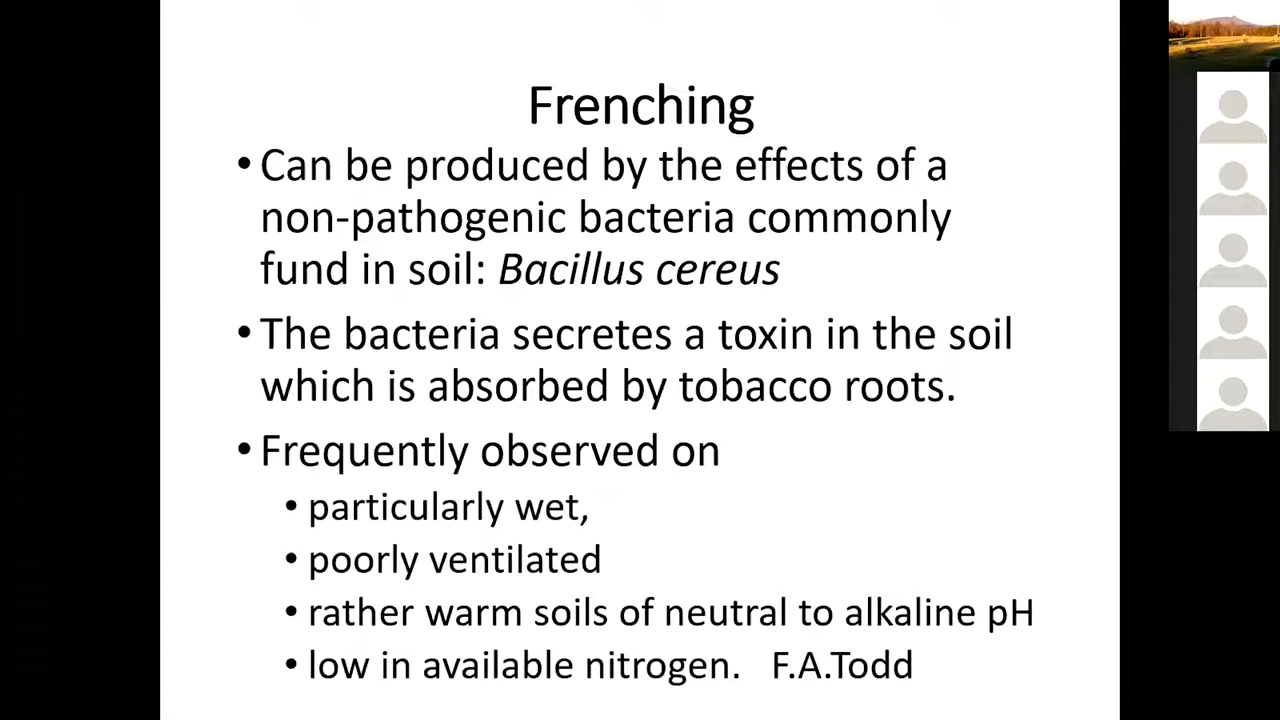 Frenching
• Can be produced by the effects of a
non-pathogenic bacteria commonly
fund in soil: Bacillus cereus
• The bacteria secretes a toxin in the soil
which is absorbed by tobacco roots.
• Frequently observed on
• particularly wet,
• poorly ventilated
• rather warm soils of neutral to alkaline pH
• low in available nitrogen. F.A.Todd